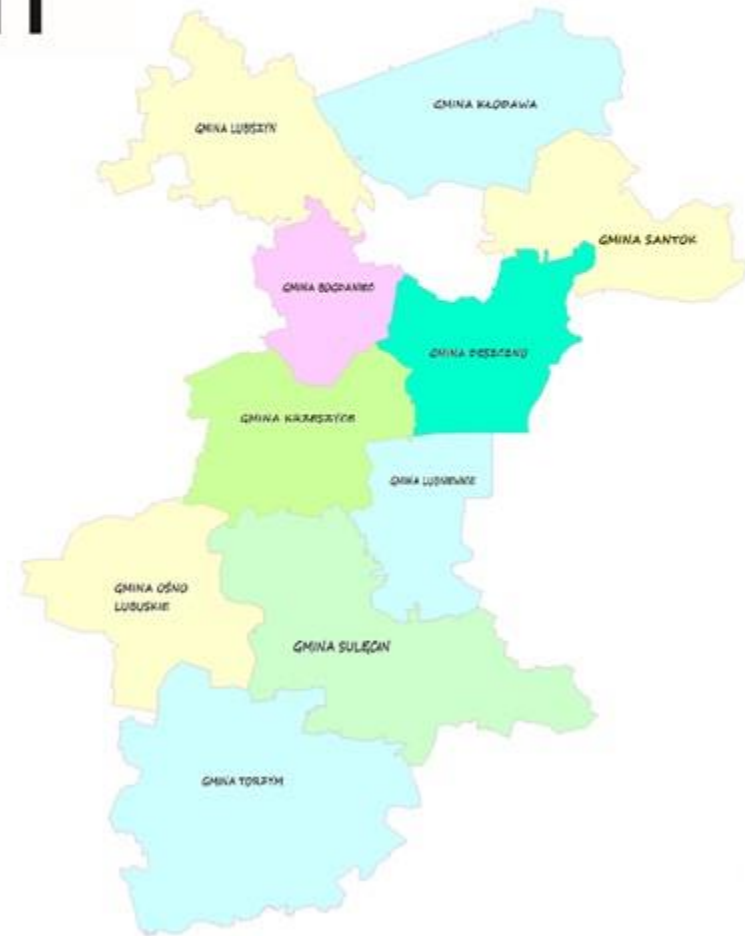 GMINA LUBISZYN
GMINA KŁODAWA
GMINA SANTOK
GMINA BOGDANIEC
GMINA DESZCZNO
GMINA KRZESZYCE
GMINA LUBNIEWICE
GMINA OŚNO
LUBUSKIE
GMINA SULĘCIN
GMINA TORZYM